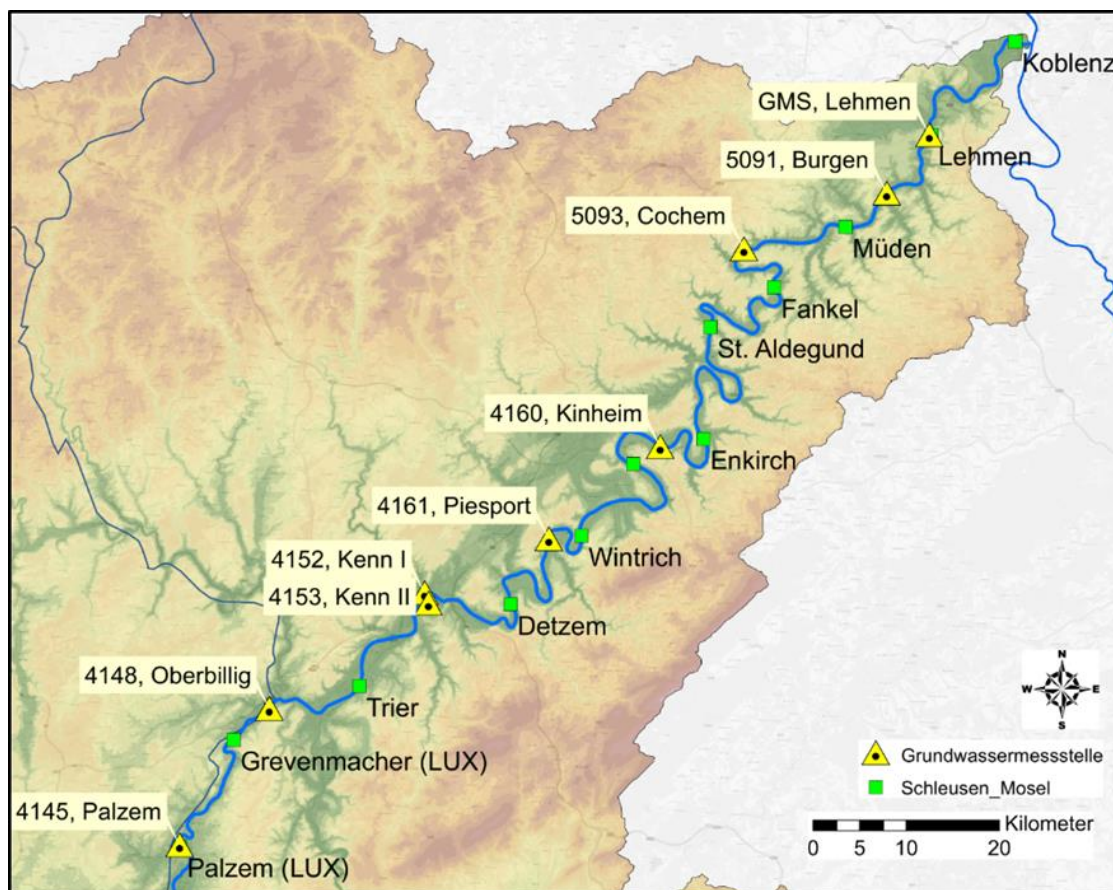 Koblenz
GMS, Lehmen
Lehmen
5091, Burgen
5093, Cochem
Müden
Fankel
St. Aldegund
4160, Kinheim
Enkirch
4161, Piesport
Wintrich
4152, Kenn I
4153, Kenn II
Detzem
4148, Oberbillig
Trier
Grevenmacher (LUX)
4145, Palzem
Palzem (LUX)
N
W E
S
Grundwassermessstelle
Schleusen_Mosel
Kilometer
0 5 10 20